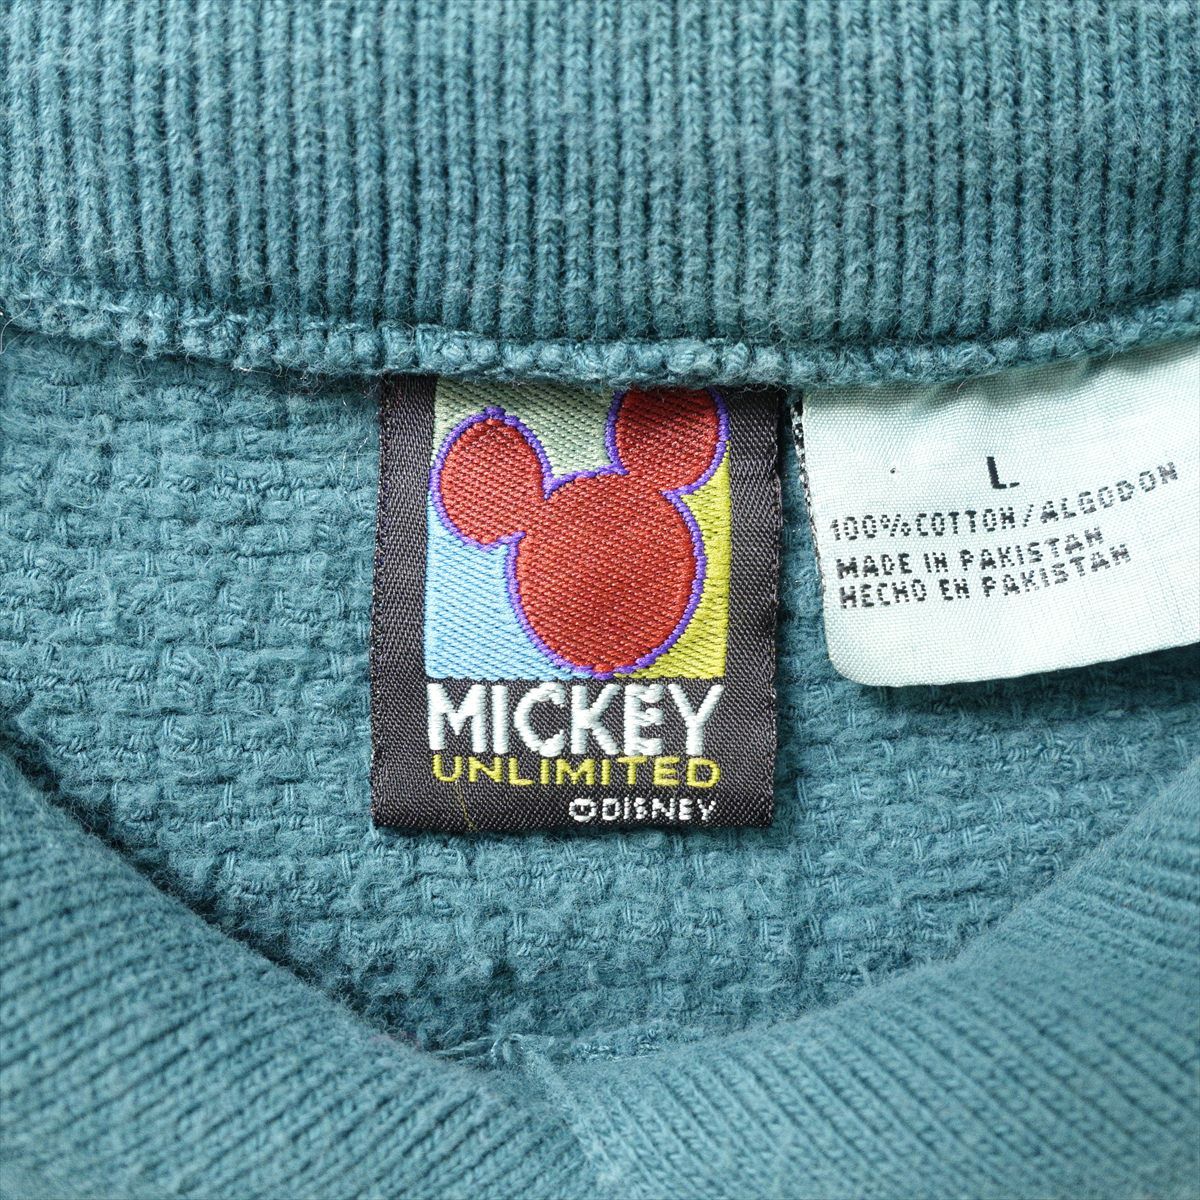 MICKEY
UNLIMITED
©DISNEY
L
100%COTTON/ALGODON
MADE IN PAKISTAN
HECHO EN PAKISTAN